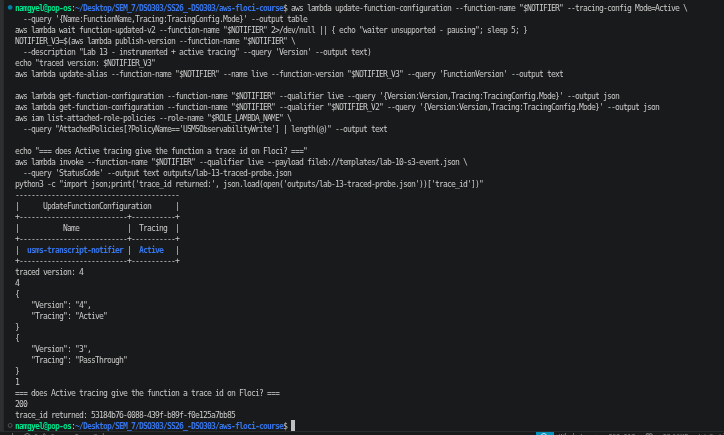 namgyel@pop-os:~/Desktop/SEM_7/DSO303/SS26_-DSO303/aws-floci-course$ aws lambda update-function-configuration --function-name "$NOTIFIER" --tracing-config Mode=Active \
--query '{Name:FunctionName,Tracing:TracingConfig.Mode}' --output table
aws lambda wait function-updated-v2 --function-name "$NOTIFIER" 2>/dev/null || { echo "waiter unsupported - pausing"; sleep 5; }
NOTIFIER_V3=$(aws lambda publish-version --function-name "$NOTIFIER" \
--description "Lab 13 - instrumented + active tracing" --query 'Version' --output text)
echo "traced version: $NOTIFIER_V3"
aws lambda update-alias --function-name "$NOTIFIER" --name live --function-version "$NOTIFIER_V3" --query 'FunctionVersion' --output text
aws lambda get-function-configuration --function-name "$NOTIFIER" --qualifier live --query '{Version:Version,Tracing:TracingConfig.Mode}' --output json
aws lambda get-function-configuration --function-name "$NOTIFIER" --qualifier "$NOTIFIER_V2" --query '{Version:Version,Tracing:TracingConfig.Mode}' --output json
aws iam list-attached-role-policies --role-name "$ROLE_LAMBDA_NAME" \
--query "AttachedPolicies[?PolicyName=='USMSObservabilityWrite'] | length(@)" --output text
echo "=== does Active tracing give the function a trace id on Floci? ==="
aws lambda invoke --function-name "$NOTIFIER" --qualifier live --payload fileb://templates/lab-10-s3-event.json \
--query 'StatusCode' --output text outputs/lab-13-traced-probe.json
python3 -c "import json;print('trace_id returned:', json.load(open('outputs/lab-13-traced-probe.json'))['trace_id'])"
----------------------------------------
| UpdateFunctionConfiguration |
+---------------------------+-----------+
| Name | Tracing |
+---------------------------+-----------+
| usms-transcript-notifier | Active |
+---------------------------+-----------+
traced version: 4
4
{
"Version": "4",
"Tracing": "Active"
}
{
"Version": "3",
"Tracing": "PassThrough"
}
1
=== does Active tracing give the function a trace id on Floci? ===
200
trace_id returned: 53184b76-0088-439f-b89f-f0e125a7bb85
namgyel@pop-os:~/Desktop/SEM_7/DSO303/SS26_-DSO303/aws-floci-course$